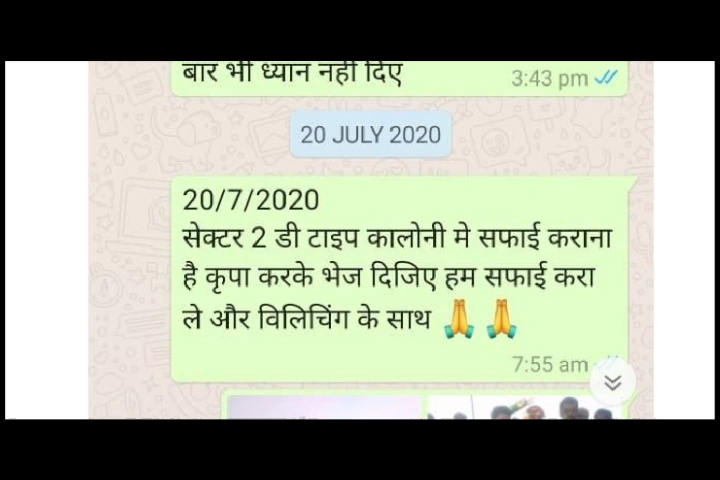 बार भी ध्यान नही दिए
3:43 pm
20 JULY 2020
20/7/2020
सेक्टर 2 डी टाइप कालोनी मे सफाई कराना
है कृपा करके भेज दिजिए हम सफाई करा
ले और विलिचिंग के साथ 🙏 🙏
7:55 am